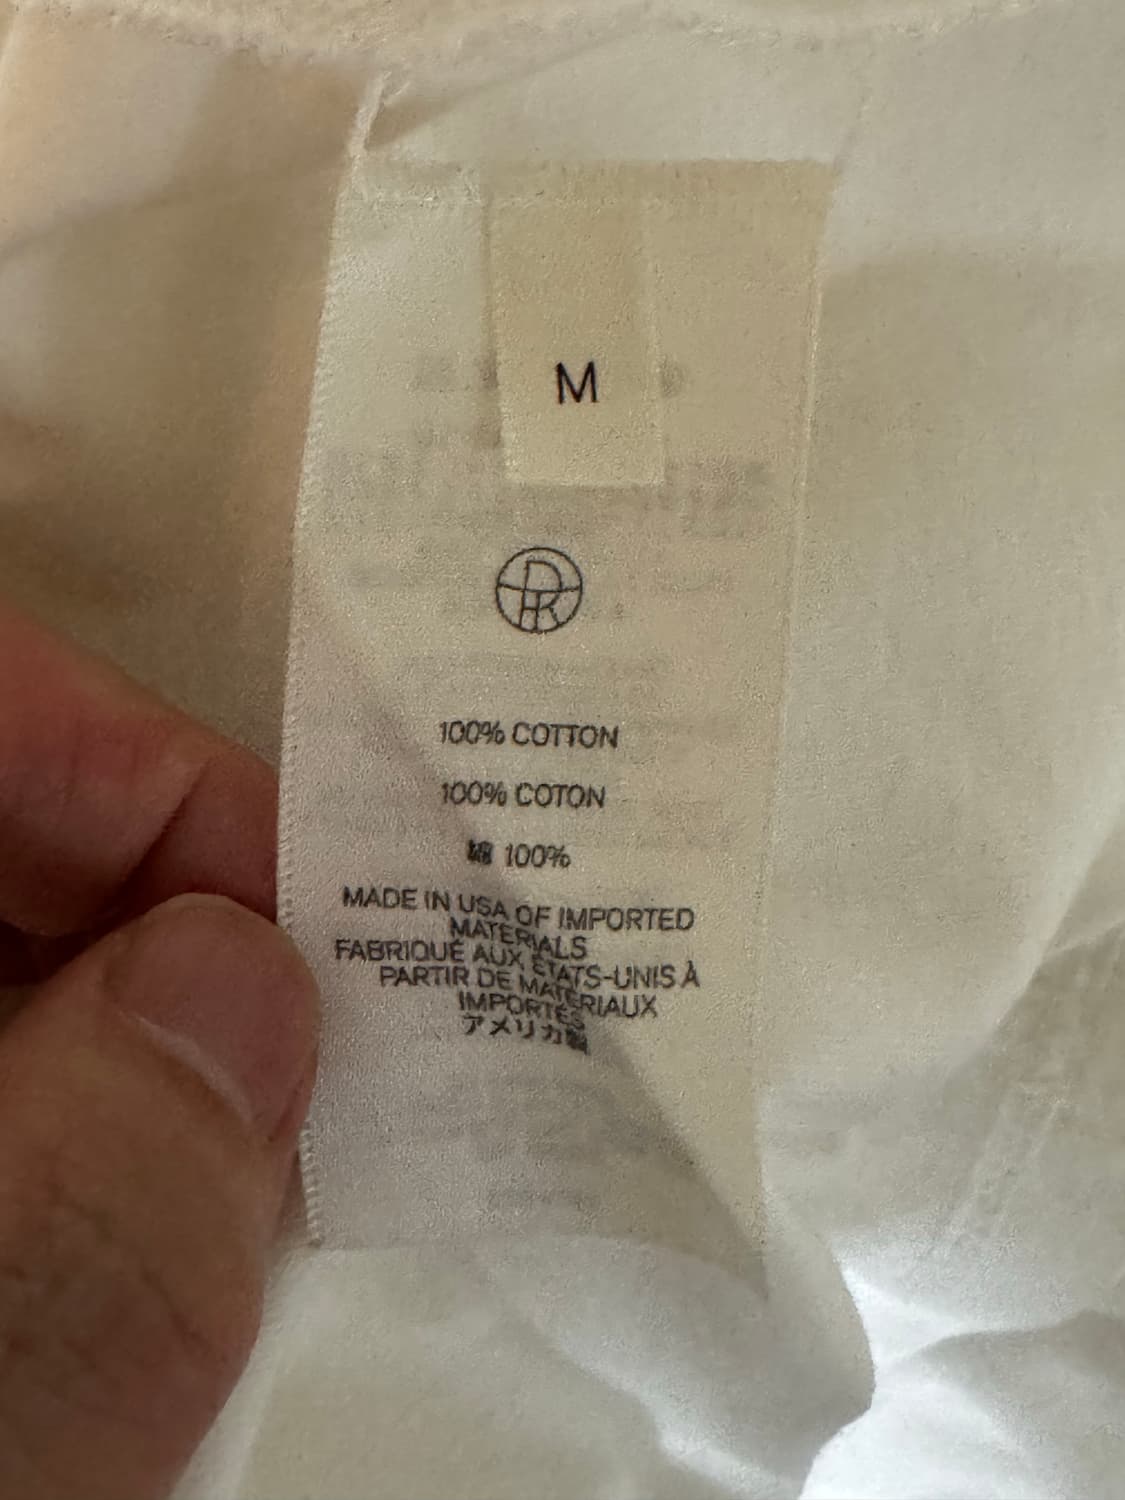 M
DR
100% COTTON
100% COTON
綿 100%
MADE IN USA OF IMPORTED
MATERIALS
FABRIQUÉ AUX ÉTATS-UNIS À
PARTIR DE MATÉRIAUX
IMPORTÉS
アメリカ製